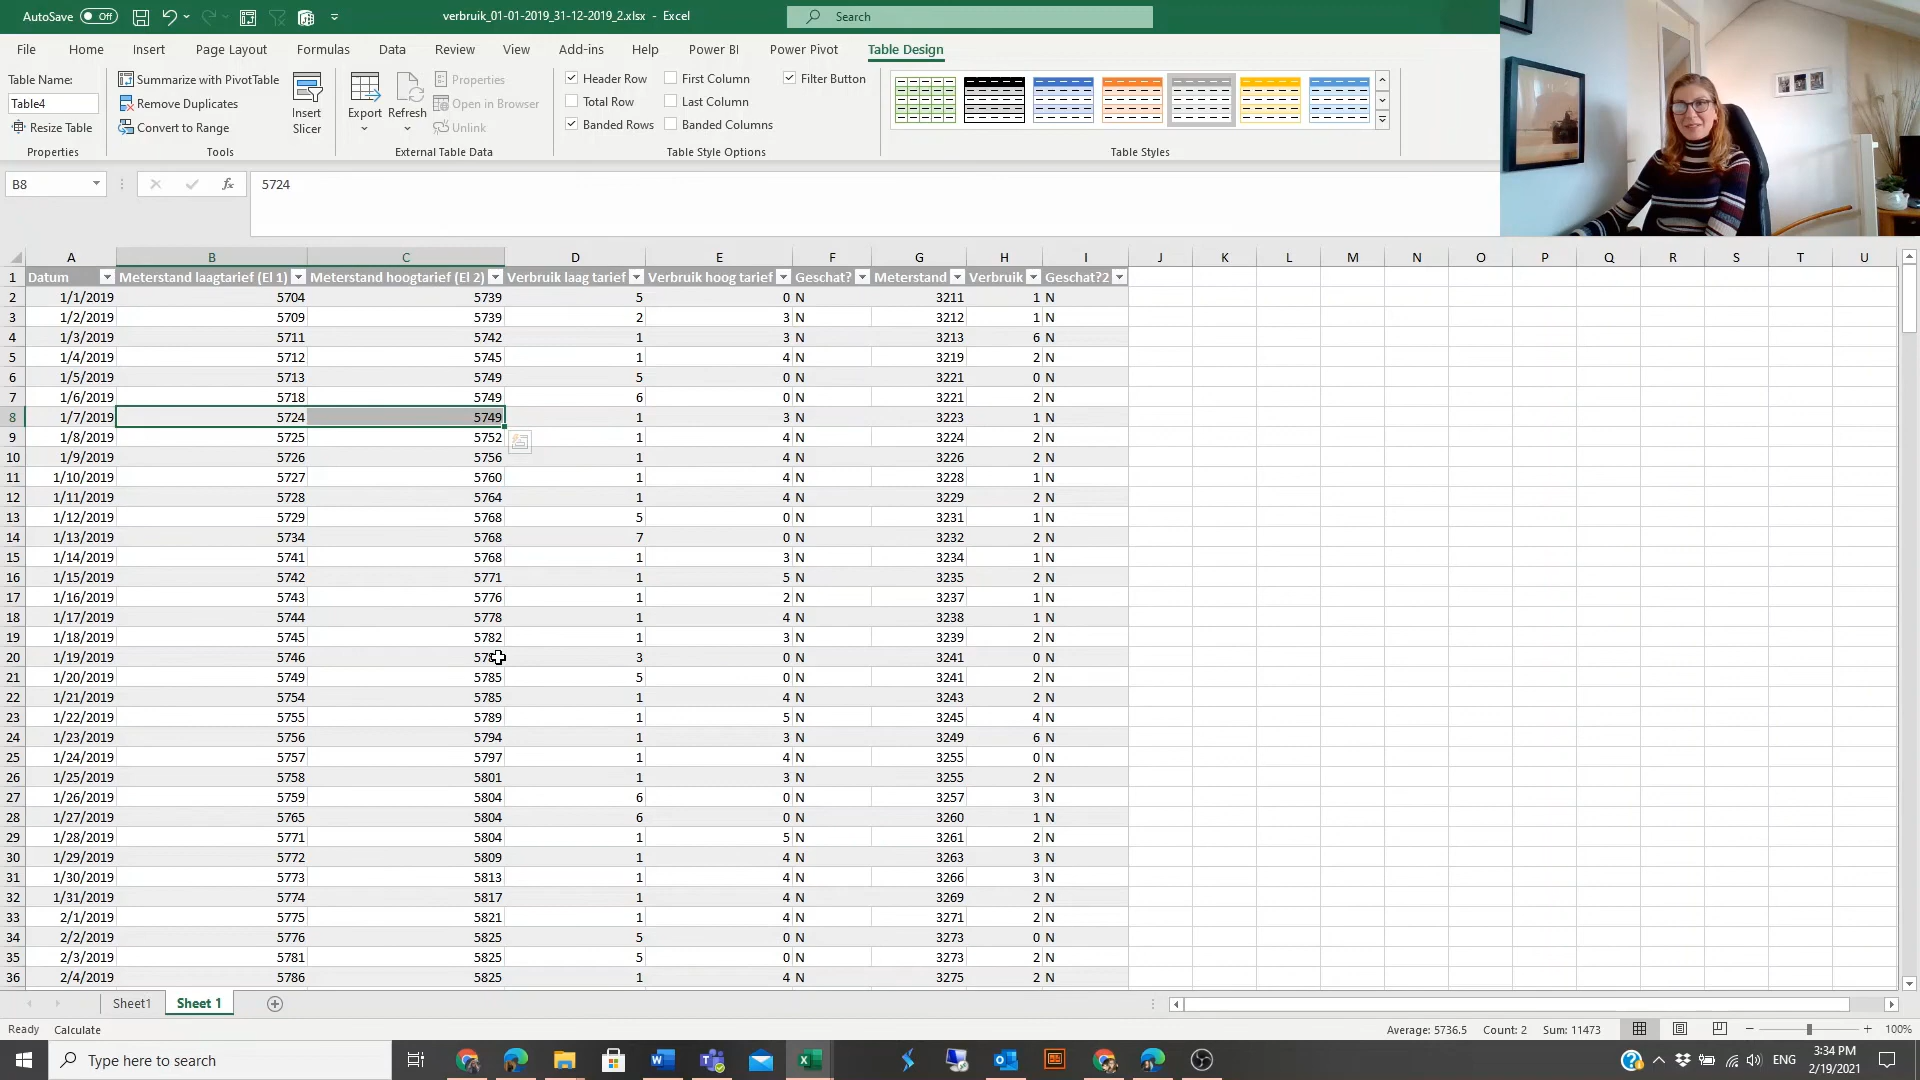 AutoSave Off verbruik_01-01-2019_31-12-2019_2.xlsx - Excel Search
File Home Insert Page Layout Formulas Data Review View Add-ins Help Power BI Power Pivot Table Design
Table Name:
Table4
Resize Table
Properties
Summarize with PivotTable
Remove Duplicates
Convert to Range
Insert Slicer
Tools
Export Refresh
Properties
Open in Browser
Unlink
External Table Data
Header Row First Column Filter Button
Total Row Last Column
Banded Rows Banded Columns
Table Style Options
Table Styles
B8 fx 5724
A B C D E F G H I J K L M N O P Q R S T U
1 Datum Meterstand laagtarief (El 1) Meterstand hoogtarief (El 2) Verbruik laag tarief Verbruik hoog tarief Geschat? Meterstand Verbruik Geschat?2
2 1/1/2019 5704 5739 5 0 N 3211 1 N
3 1/2/2019 5709 5739 2 3 N 3212 1 N
4 1/3/2019 5711 5742 1 3 N 3213 6 N
5 1/4/2019 5712 5745 1 4 N 3219 2 N
6 1/5/2019 5713 5749 5 0 N 3221 0 N
7 1/6/2019 5718 5749 6 0 N 3221 2 N
8 1/7/2019 5724 5749 1 3 N 3223 1 N
9 1/8/2019 5725 5752 1 4 N 3224 2 N
10 1/9/2019 5726 5756 1 4 N 3226 2 N
11 1/10/2019 5727 5760 1 4 N 3228 1 N
12 1/11/2019 5728 5764 1 4 N 3229 2 N
13 1/12/2019 5729 5768 5 0 N 3231 1 N
14 1/13/2019 5734 5768 7 0 N 3232 2 N
15 1/14/2019 5741 5768 1 3 N 3234 1 N
16 1/15/2019 5742 5771 1 5 N 3235 2 N
17 1/16/2019 5743 5776 1 2 N 3237 1 N
18 1/17/2019 5744 5778 1 4 N 3238 1 N
19 1/18/2019 5745 5782 1 3 N 3239 2 N
20 1/19/2019 5746 3 0 N 3241 0 N
21 1/20/2019 5749 5785 5 0 N 3241 2 N
22 1/21/2019 5754 5785 1 4 N 3243 2 N
23 1/22/2019 5755 5789 1 5 N 3245 4 N
24 1/23/2019 5756 5794 1 3 N 3249 6 N
25 1/24/2019 5757 5797 1 4 N 3255 0 N
26 1/25/2019 5758 5801 1 3 N 3255 2 N
27 1/26/2019 5759 5804 6 0 N 3257 3 N
28 1/27/2019 5765 5804 6 0 N 3260 1 N
29 1/28/2019 5771 5804 1 5 N 3261 2 N
30 1/29/2019 5772 5809 1 4 N 3263 3 N
31 1/30/2019 5773 5813 1 4 N 3266 3 N
32 1/31/2019 5774 5817 1 4 N 3269 2 N
33 2/1/2019 5775 5821 1 4 N 3271 2 N
34 2/2/2019 5776 5825 5 0 N 3273 0 N
35 2/3/2019 5781 5825 5 0 N 3273 2 N
36 2/4/2019 5786 5825 1 4 N 3275 2 N
Sheet1 Sheet 1
Ready Calculate Average: 5736.5 Count: 2 Sum: 11473 100%
Type here to search ENG 3:34 PM
2/19/2021